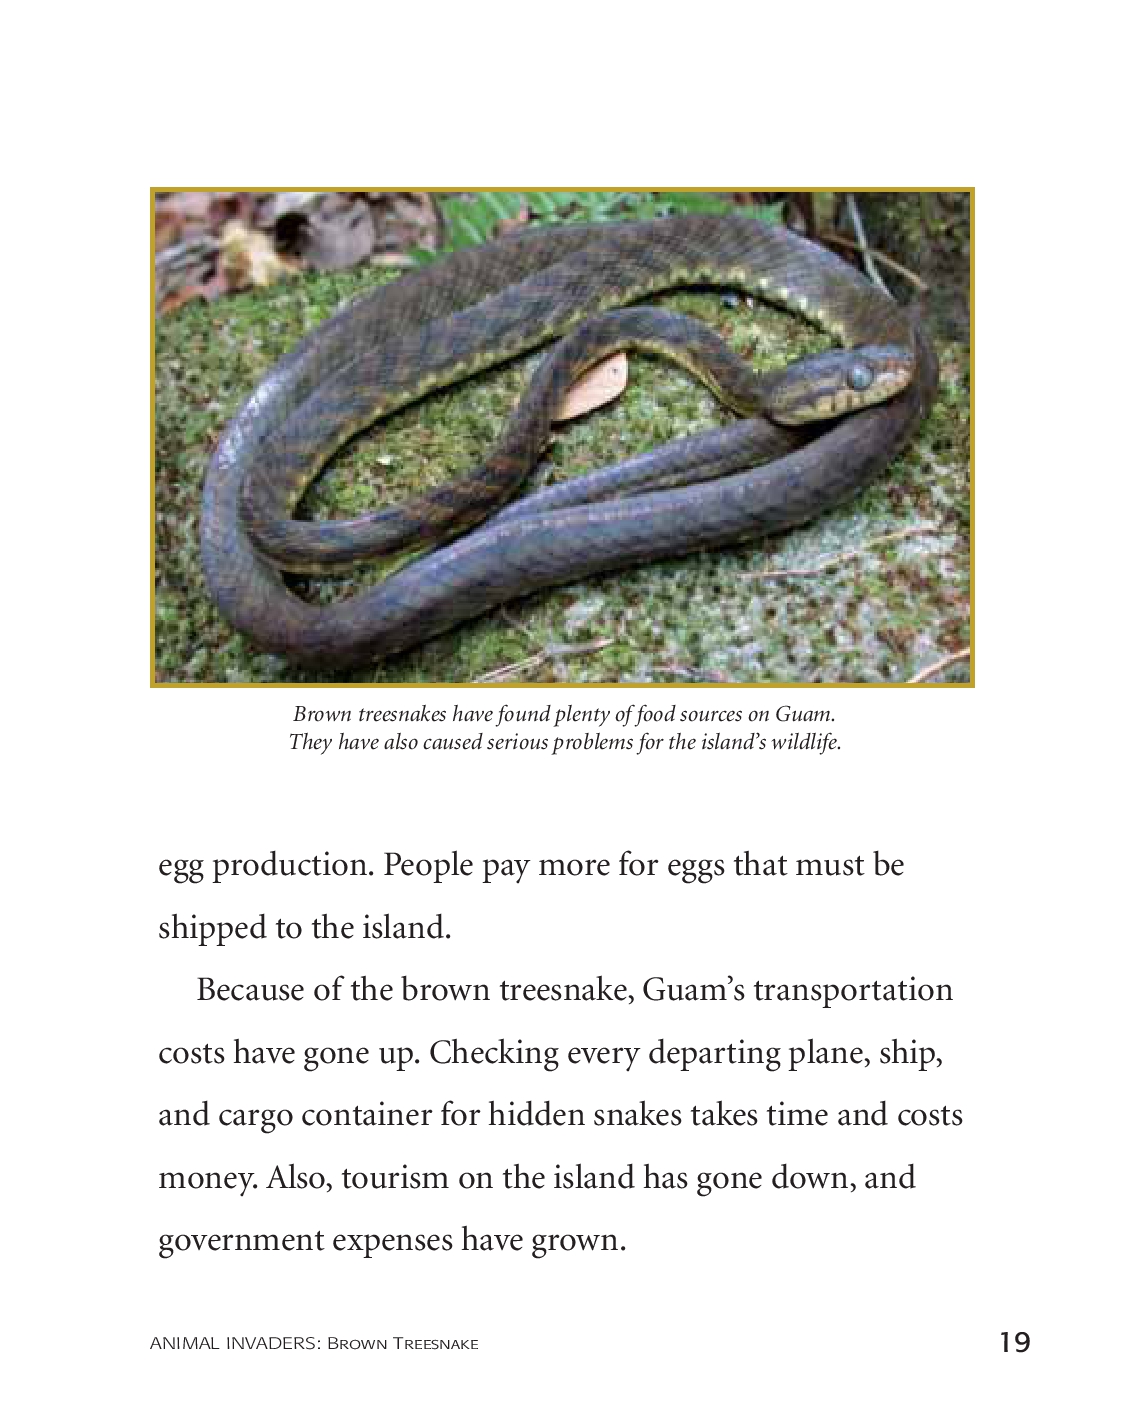 Brown treesnakes have found plenty of food sources on Guam.
They have also caused serious problems for the island’s wildlife.
egg production. People pay more for eggs that must be
shipped to the island.
Because of the brown treesnake, Guam’s transportation
costs have gone up. Checking every departing plane, ship,
and cargo container for hidden snakes takes time and costs
money. Also, tourism on the island has gone down, and
government expenses have grown.
ANIMAL INVADERS: Brown Treesnake
19